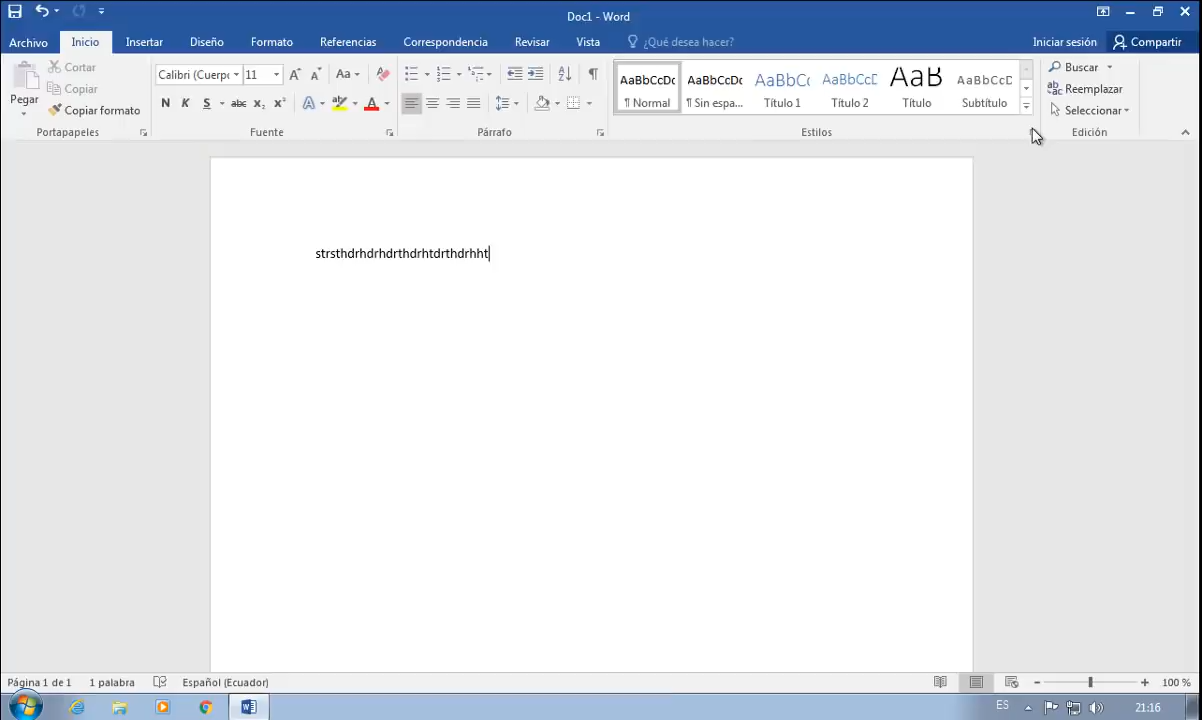 Doc1 - Word
Archivo Inicio Insertar Diseño Formato Referencias Correspondencia Revisar Vista ¿Qué desea hacer? Iniciar sesión Compartir
Pegar
Cortar
Copiar
Copiar formato
Portapapeles
Calibri (Cuerpo 11 Aa
N K S abc x₂ x² A A
Fuente
Párrafo
AaBbCcDc AaBbCcDc AaBbCc AaBbCcD AaB AaBbCcD
¶ Normal ¶ Sin espa... Título 1 Título 2 Título Subtítulo
Estilos
Buscar
Reemplazar
Seleccionar
Edición
strsthdrhdrhdrthdrhtdrthdrhht
Página 1 de 1 1 palabra Español (Ecuador) 100 %
ES 21:16